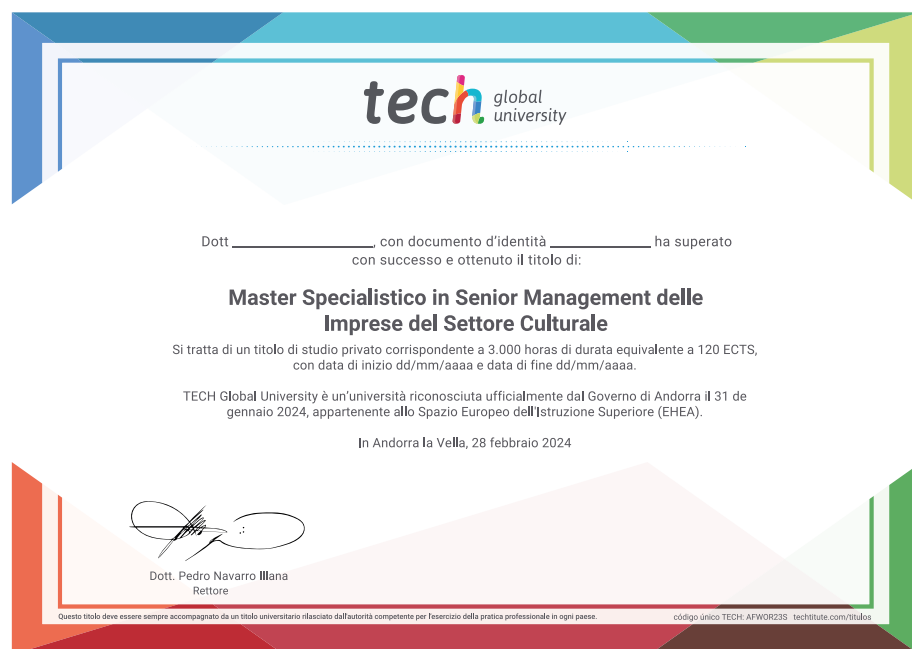 tech global
university
Dott ____________, con documento d'identità ____________ ha superato
con successo e ottenuto il titolo di:
Master Specialistico in Senior Management delle
Imprese del Settore Culturale
Si tratta di un titolo di studio privato corrispondente a 3.000 horas di durata equivalente a 120 ECTS,
con data di inizio dd/mm/aaaa e data di fine dd/mm/aaaa.
TECH Global University è un'università riconosciuta ufficialmente dal Governo di Andorra il 31 de
gennaio 2024, appartenente allo Spazio Europeo dell'Istruzione Superiore (EHEA).
In Andorra la Vella, 28 febbraio 2024
Dott. Pedro Navarro Illana
Rettore
Questo titolo deve essere sempre accompagnato da un titolo universitario rilasciato dall'autorità competente per l'esercizio della pratica professionale in ogni paese.
código único TECH: AFWOR23S techtitute.com/titulos